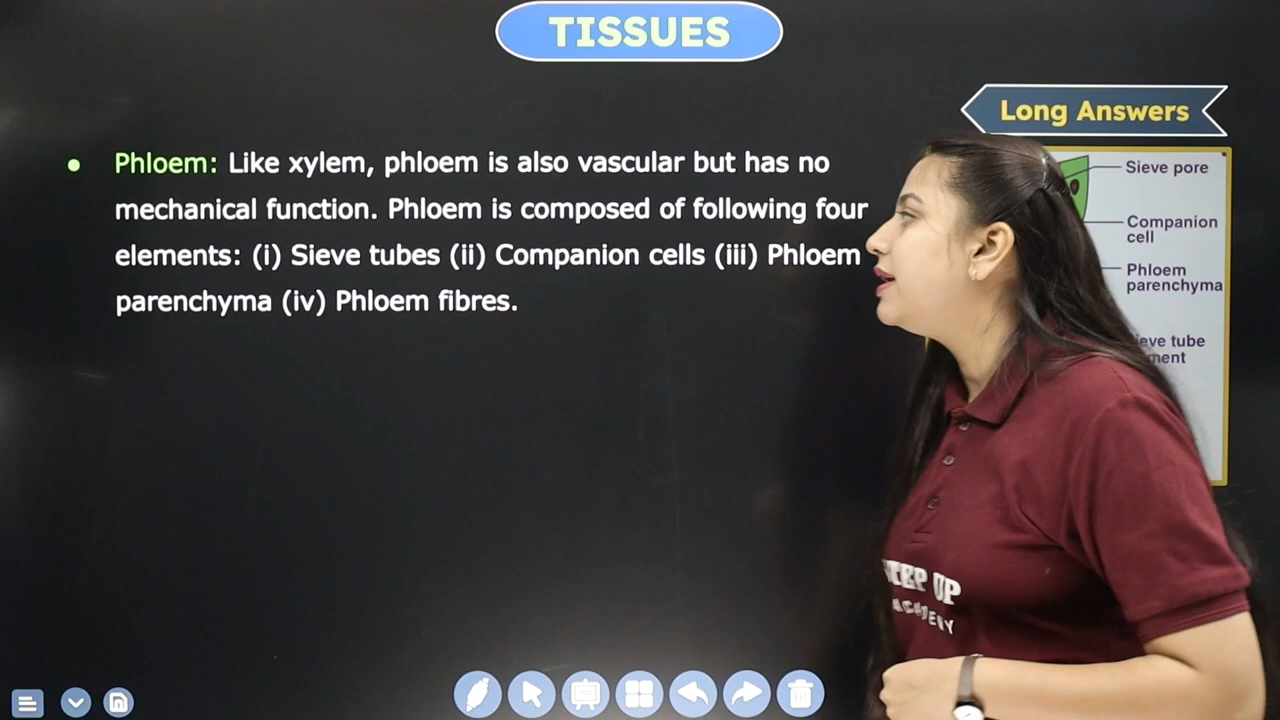 TISSUES
Long Answers
Phloem: Like xylem, phloem is also vascular but has no
mechanical function. Phloem is composed of following four
elements: (i) Sieve tubes (ii) Companion cells (iii) Phloem
parenchyma (iv) Phloem fibres.
Sieve pore
Companion
cell
Phloem
parenchyma
tube
UP